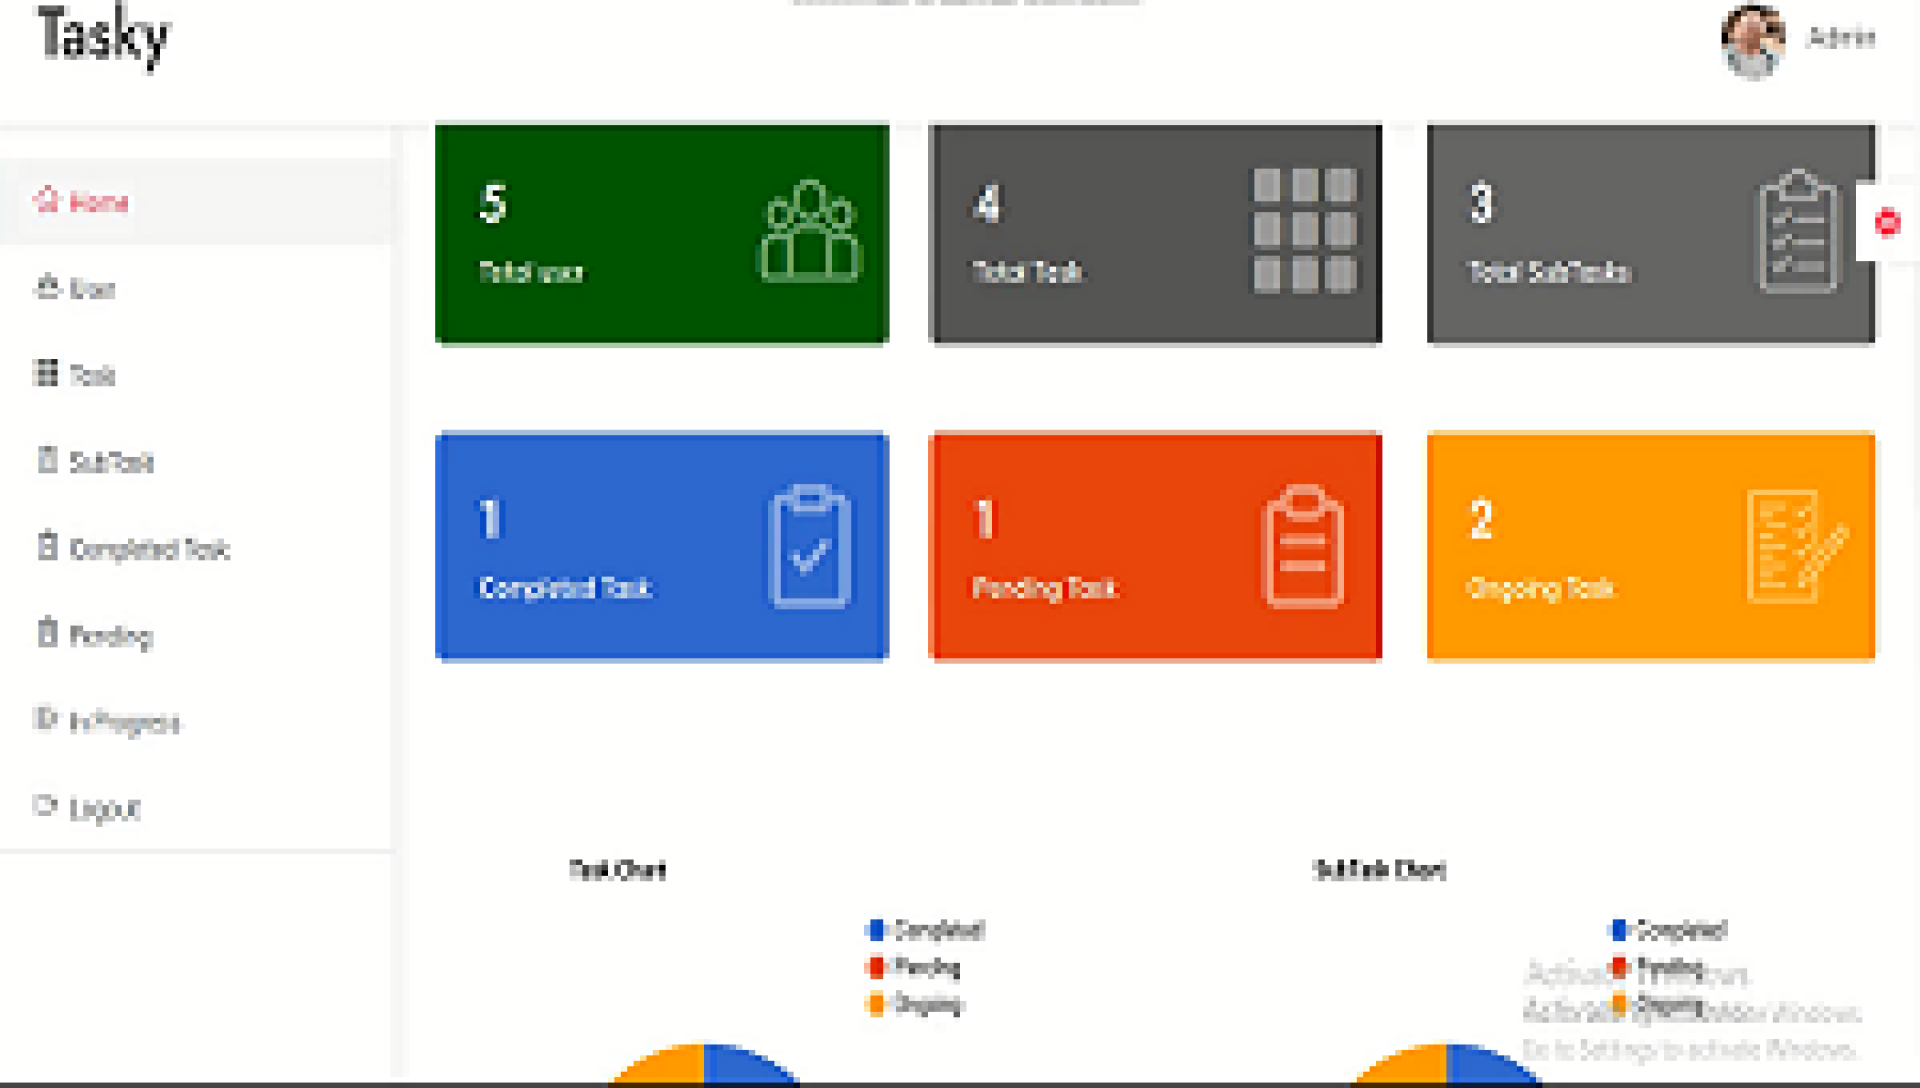 Tasky
Admin
Home
User
Task
SubTask
Completed Task
Pending
In Progress
Logout
5
Total user
4
Total Task
3
Total SubTasks
1
Completed Task
1
Pending Task
2
Ongoing Task
Task Chart
Completed
Pending
Ongoing
SubTask Chart
Completed
Pending
Ongoing
Activate Windows
Go to Settings to activate Windows.